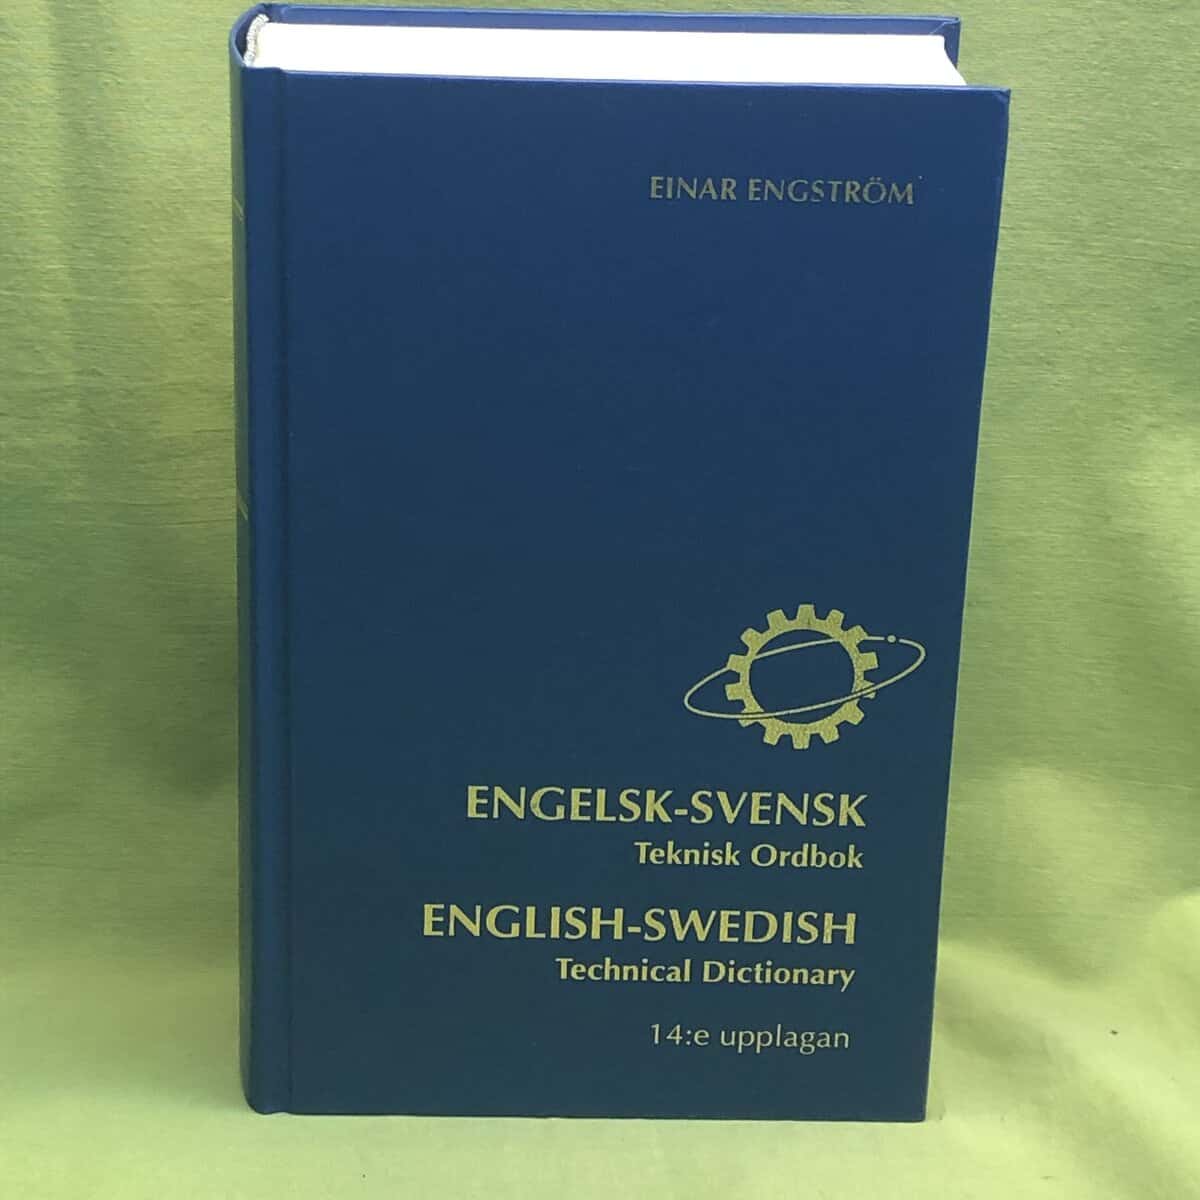 EINAR ENGSTRÖM
ENGELSK-SVENSK
Teknisk Ordbok
ENGLISH-SWEDISH
Technical Dictionary
14:e upplagan